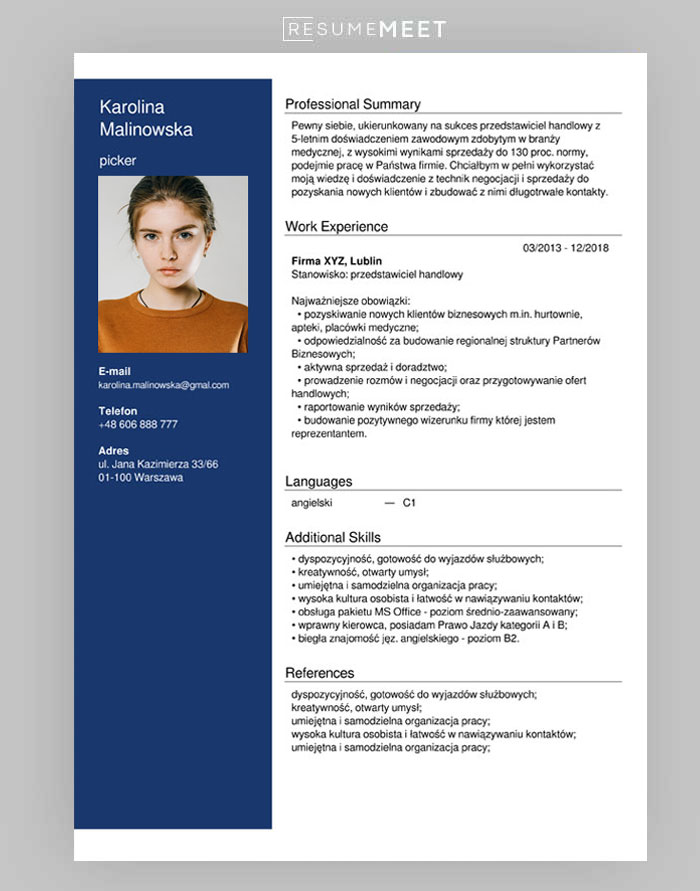 RESUMEMEET
Karolina
Malinowska
picker
E-mail
karolina.malinowska@gmal.com
Telefon
+48 606 888 777
Adres
ul. Jana Kazimierza 33/66
01-100 Warszawa
Professional Summary
Pewny siebie, ukierunkowany na sukces przedstawiciel handlowy z
5-letnim doświadczeniem zawodowym zdobytym w branży
medycznej, z wysokimi wynikami sprzedaży do 130 proc. normy,
podejmie pracę w Państwa firmie. Chciałbym w pełni wykorzystać
moją wiedzę i doświadczenie z technik negocjacji i sprzedaży do
pozyskania nowych klientów i zbudować z nimi długotrwałe kontakty.
Work Experience
03/2013 - 12/2018
Firma XYZ, Lublin
Stanowisko: przedstawiciel handlowy
Najważniejsze obowiązki:
• pozyskiwanie nowych klientów biznesowych m.in. hurtownie,
apteki, placówki medyczne;
• odpowiedzialność za budowanie regionalnej struktury Partnerów
Biznesowych;
• aktywna sprzedaż i doradztwo;
• prowadzenie rozmów i negocjacji oraz przygotowywanie ofert
handlowych;
• raportowanie wyników sprzedaży;
• budowanie pozytywnego wizerunku firmy której jestem
reprezentantem.
Languages
angielski — C1
Additional Skills
• dyspozycyjność, gotowość do wyjazdów służbowych;
• kreatywność, otwarty umysł;
• umiejętna i samodzielna organizacja pracy;
• wysoka kultura osobista i łatwość w nawiązywaniu kontaktów;
• obsługa pakietu MS Office - poziom średnio-zaawansowany;
• wprawny kierowca, posiadam Prawo Jazdy kategorii A i B;
• biegła znajomość jęz. angielskiego - poziom B2.
References
dyspozycyjność, gotowość do wyjazdów służbowych;
kreatywność, otwarty umysł;
umiejętna i samodzielna organizacja pracy;
wysoka kultura osobista i łatwość w nawiązywaniu kontaktów;
umiejętna i samodzielna organizacja pracy;